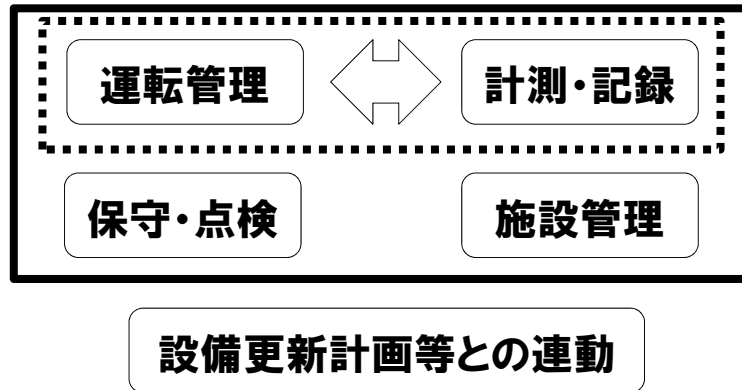 運転管理
計測・記録
保守・点検
施設管理
設備更新計画等との連動